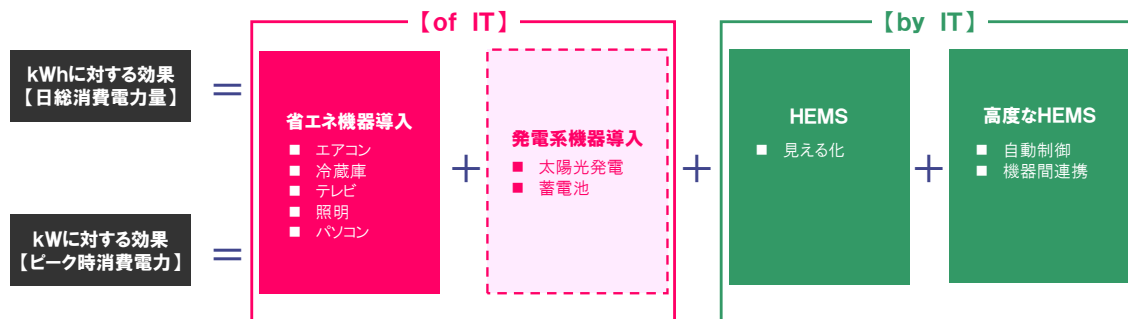 【of IT】
【by IT】
kWhに対する効果
【日総消費電力量】
＝
kWに対する効果
【ピーク時消費電力】
＝
省エネ機器導入
■ エアコン
■ 冷蔵庫
■ テレビ
■ 照明
■ パソコン
＋
発電系機器導入
■ 太陽光発電
■ 蓄電池
＋
HEMS
■ 見える化
＋
高度なHEMS
■ 自動制御
■ 機器間連携